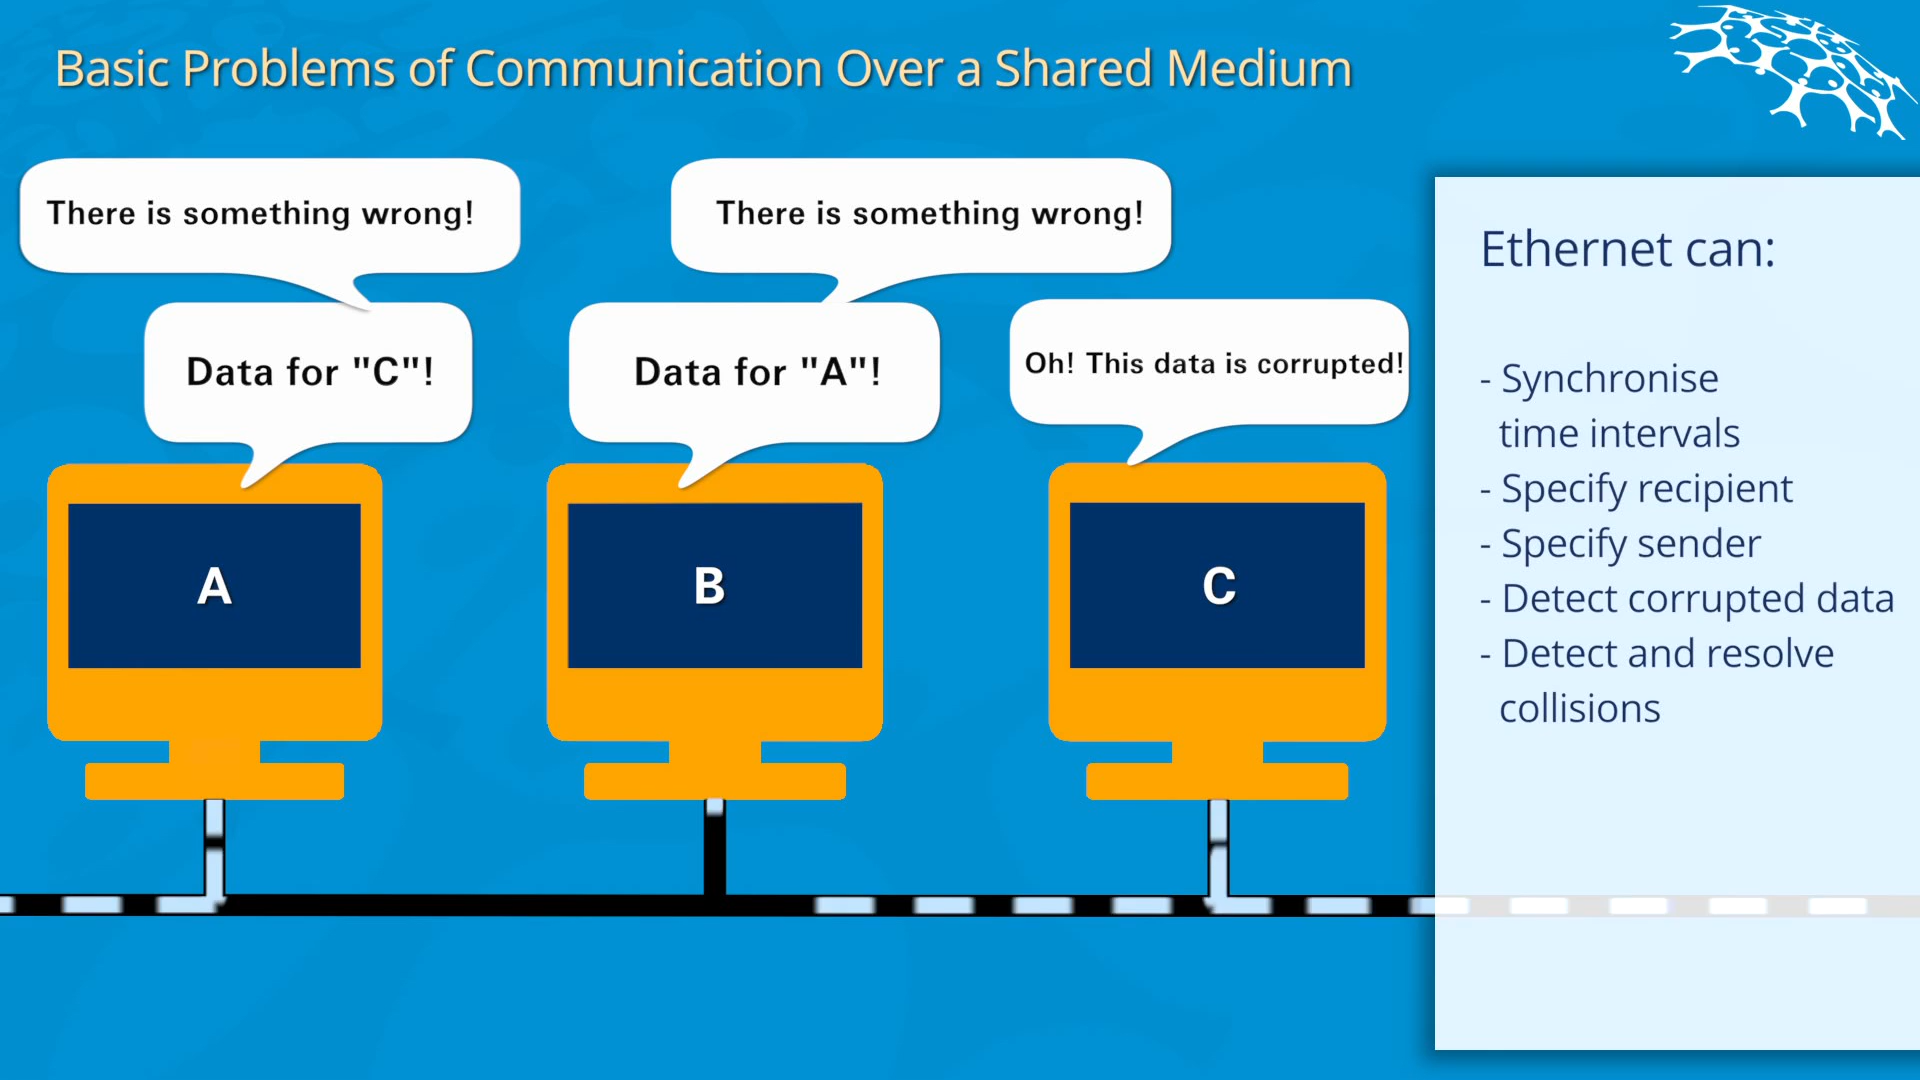 Basic Problems of Communication Over a Shared Medium
There is something wrong!
There is something wrong!
Data for "C"!
Data for "A"!
Oh! This data is corrupted!
A
B
C
Ethernet can:
- Synchronise
time intervals
- Specify recipient
- Specify sender
- Detect corrupted data
- Detect and resolve
collisions